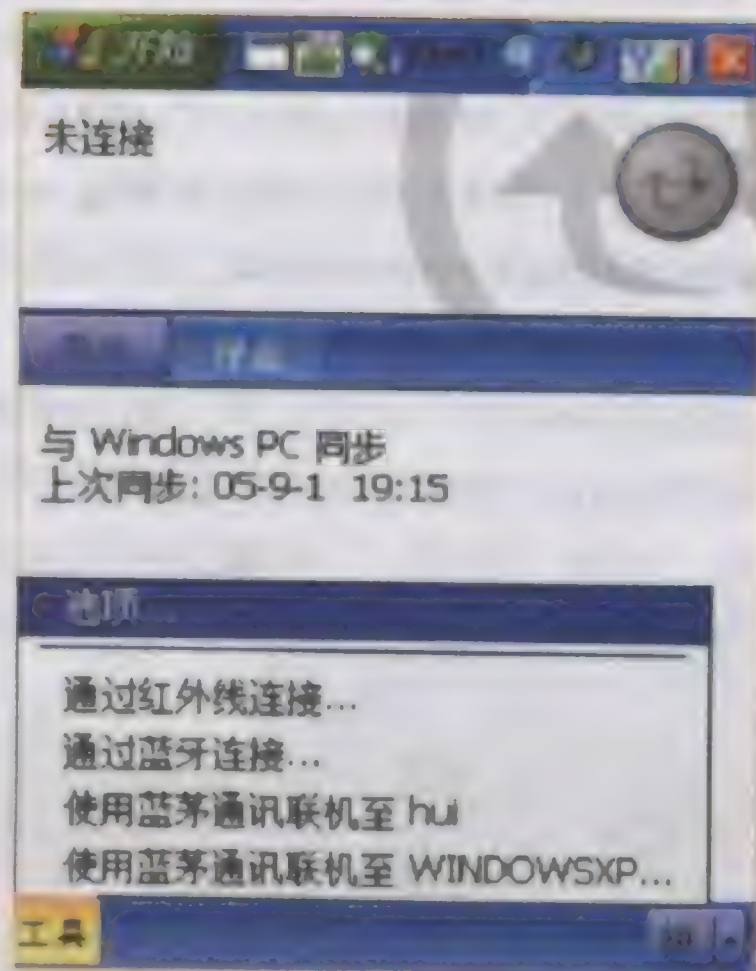 未连接
与 Windows PC 同步
上次同步: 05-9-1 19:15
选项...
通过红外线连接...
通过蓝牙连接...
使用蓝芽通讯联机至 hui
使用蓝芽通讯联机至 WINDOWSXP...
工具